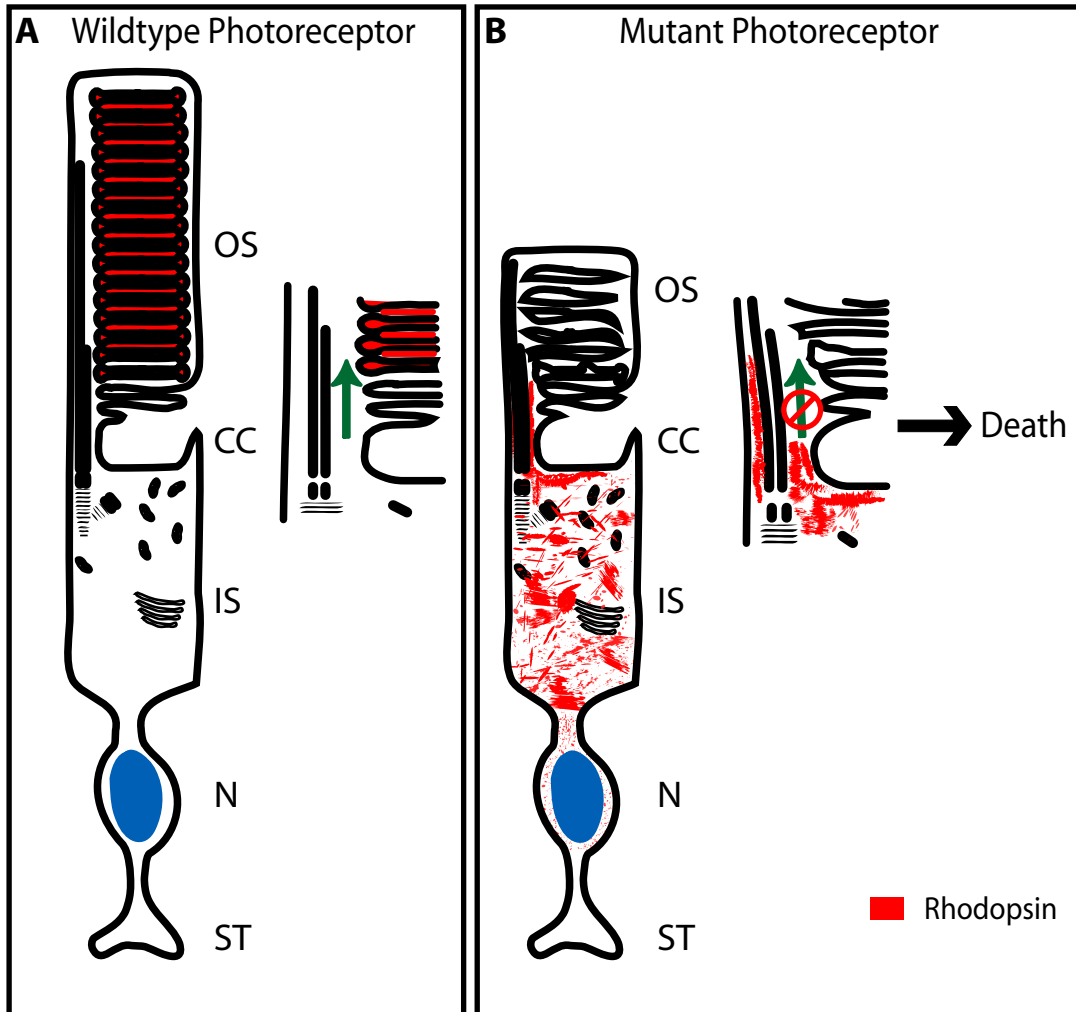 A Wildtype Photoreceptor
OS
CC
IS
N
ST
B Mutant Photoreceptor
OS
CC
Death
IS
N
Rhodopsin
ST